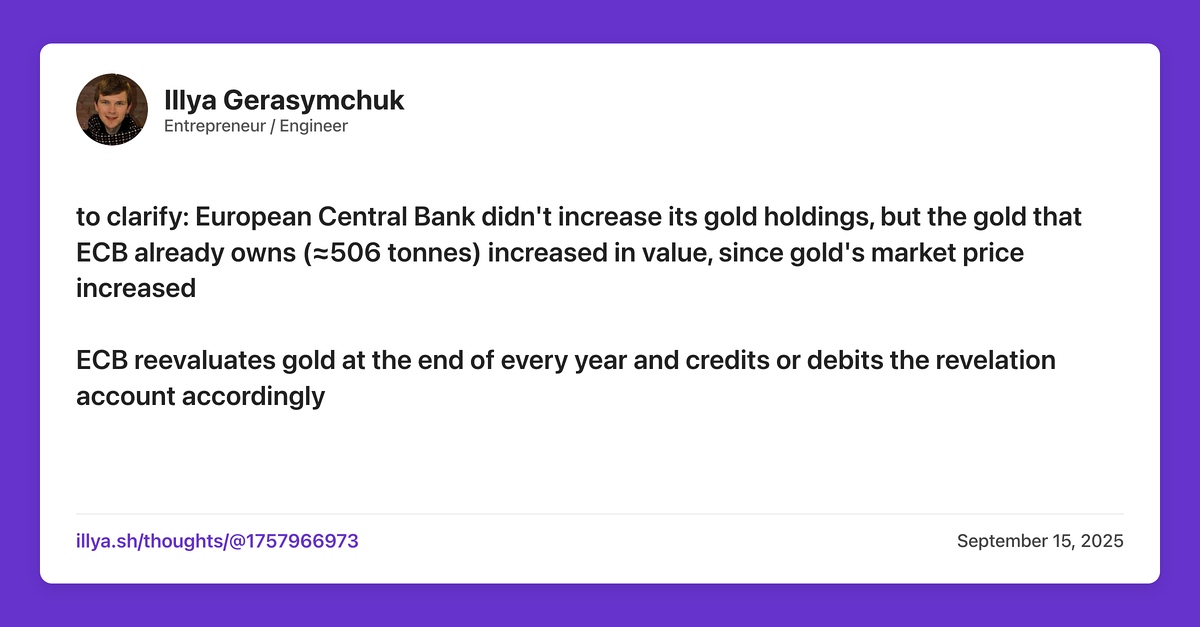 Illya Gerasymchuk
Entrepreneur / Engineer
to clarify: European Central Bank didn't increase its gold holdings, but the gold that
ECB already owns (≈506 tonnes) increased in value, since gold's market price
increased
ECB reevaluates gold at the end of every year and credits or debits the revelation
account accordingly
illya.sh/thoughts/@1757966973
September 15, 2025